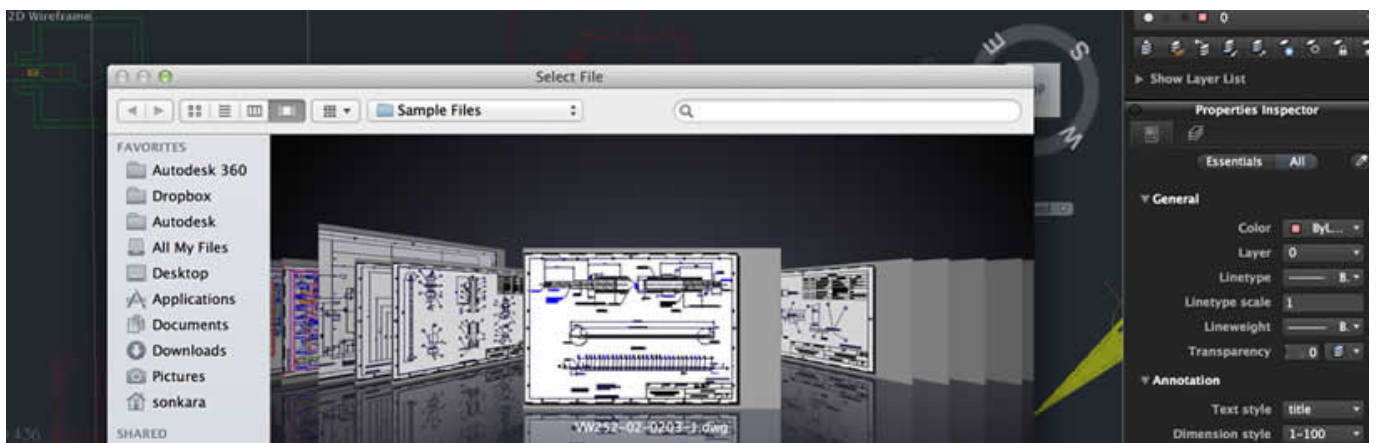 2D Wireframe
Select File
Sample Files
FAVORITES
Autodesk 360
Dropbox
Autodesk
All My Files
Desktop
Applications
Documents
Downloads
Pictures
sonkara
SHARED
VW252-02-0203-J.dwg
E
S
W
0
Show Layer List
Properties Inspector
Essentials
All
General
Color
ByL...
Layer
0
Linetype
B.
Linetype scale
1
Lineweight
B.
Transparency
0
Annotation
Text style
title
Dimension style
1-100